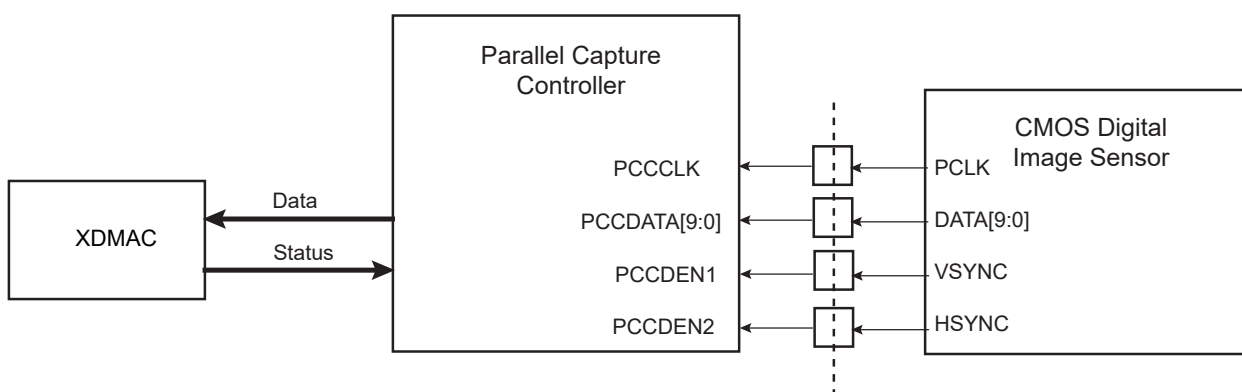 Parallel Capture
Controller
CMOS Digital
Image Sensor
PCCCLK
PCLK
Data
XDMAC
PCCDATA[9:0]
DATA[9:0]
Status
PCCDEN1
VSYNC
PCCDEN2
HSYNC